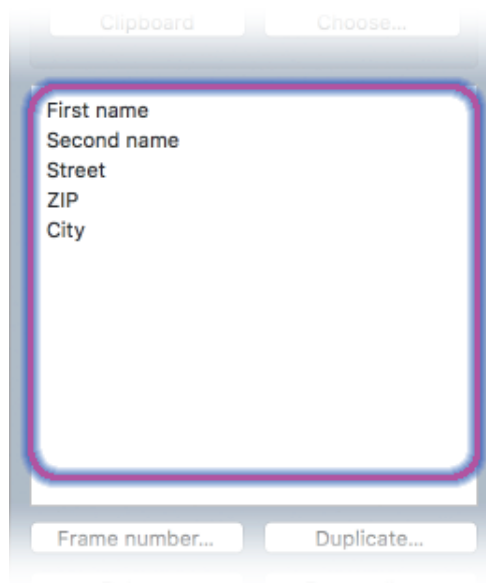 Clipboard Choose...
First name
Second name
Street
ZIP
City
Frame number... Duplicate...